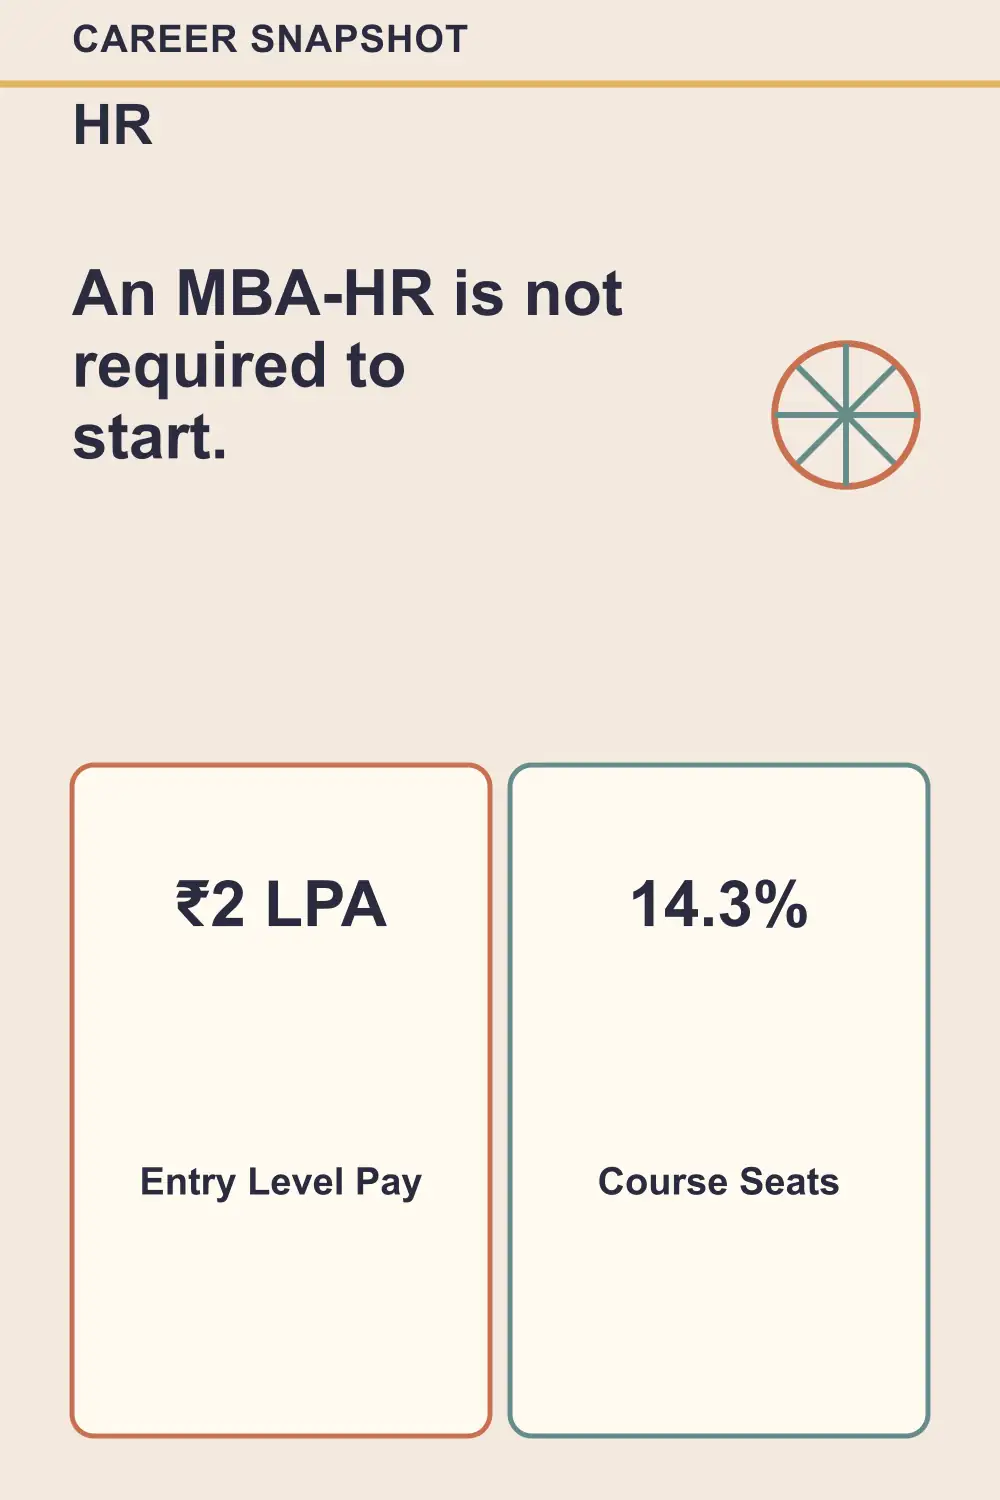 CAREER SNAPSHOT
HR
An MBA-HR is not
required to
start.
₹2 LPA
14.3%
Entry Level Pay
Course Seats